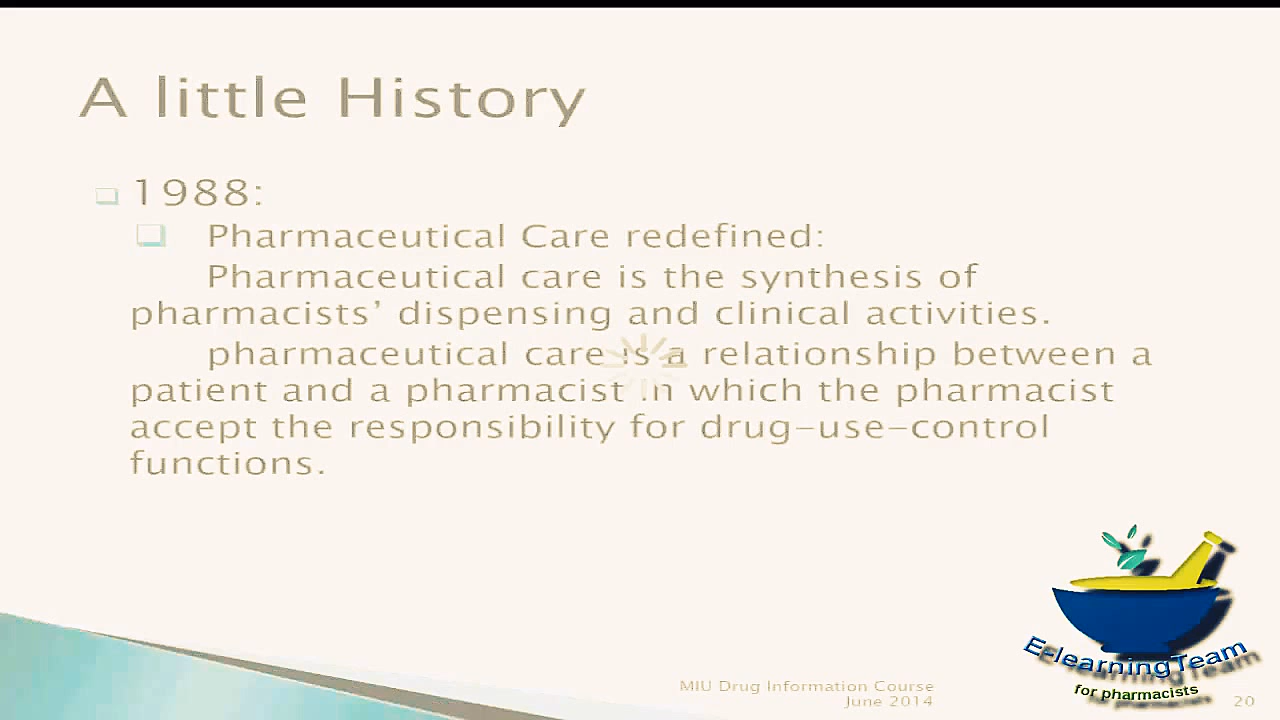 A little History
1988:
Pharmaceutical Care redefined:
Pharmaceutical care is the synthesis of
pharmacists’ dispensing and clinical activities.
pharmaceutical care is a relationship between a
patient and a pharmacist in which the pharmacist
accept the responsibility for drug-use-control
functions.
E-learningTeam
for pharmacists
MIU Drug Information Course
June 2014
20